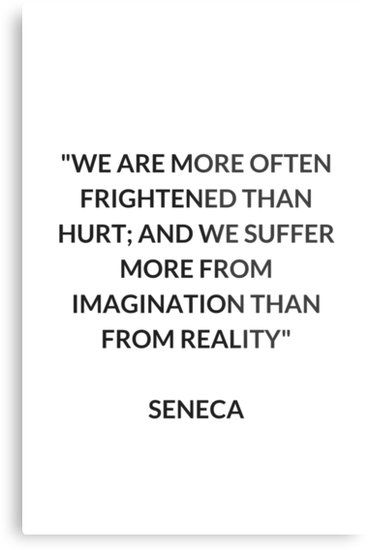 "WE ARE MORE OFTEN
FRIGHTENED THAN
HURT; AND WE SUFFER
MORE FROM
IMAGINATION THAN
FROM REALITY"
SENECA